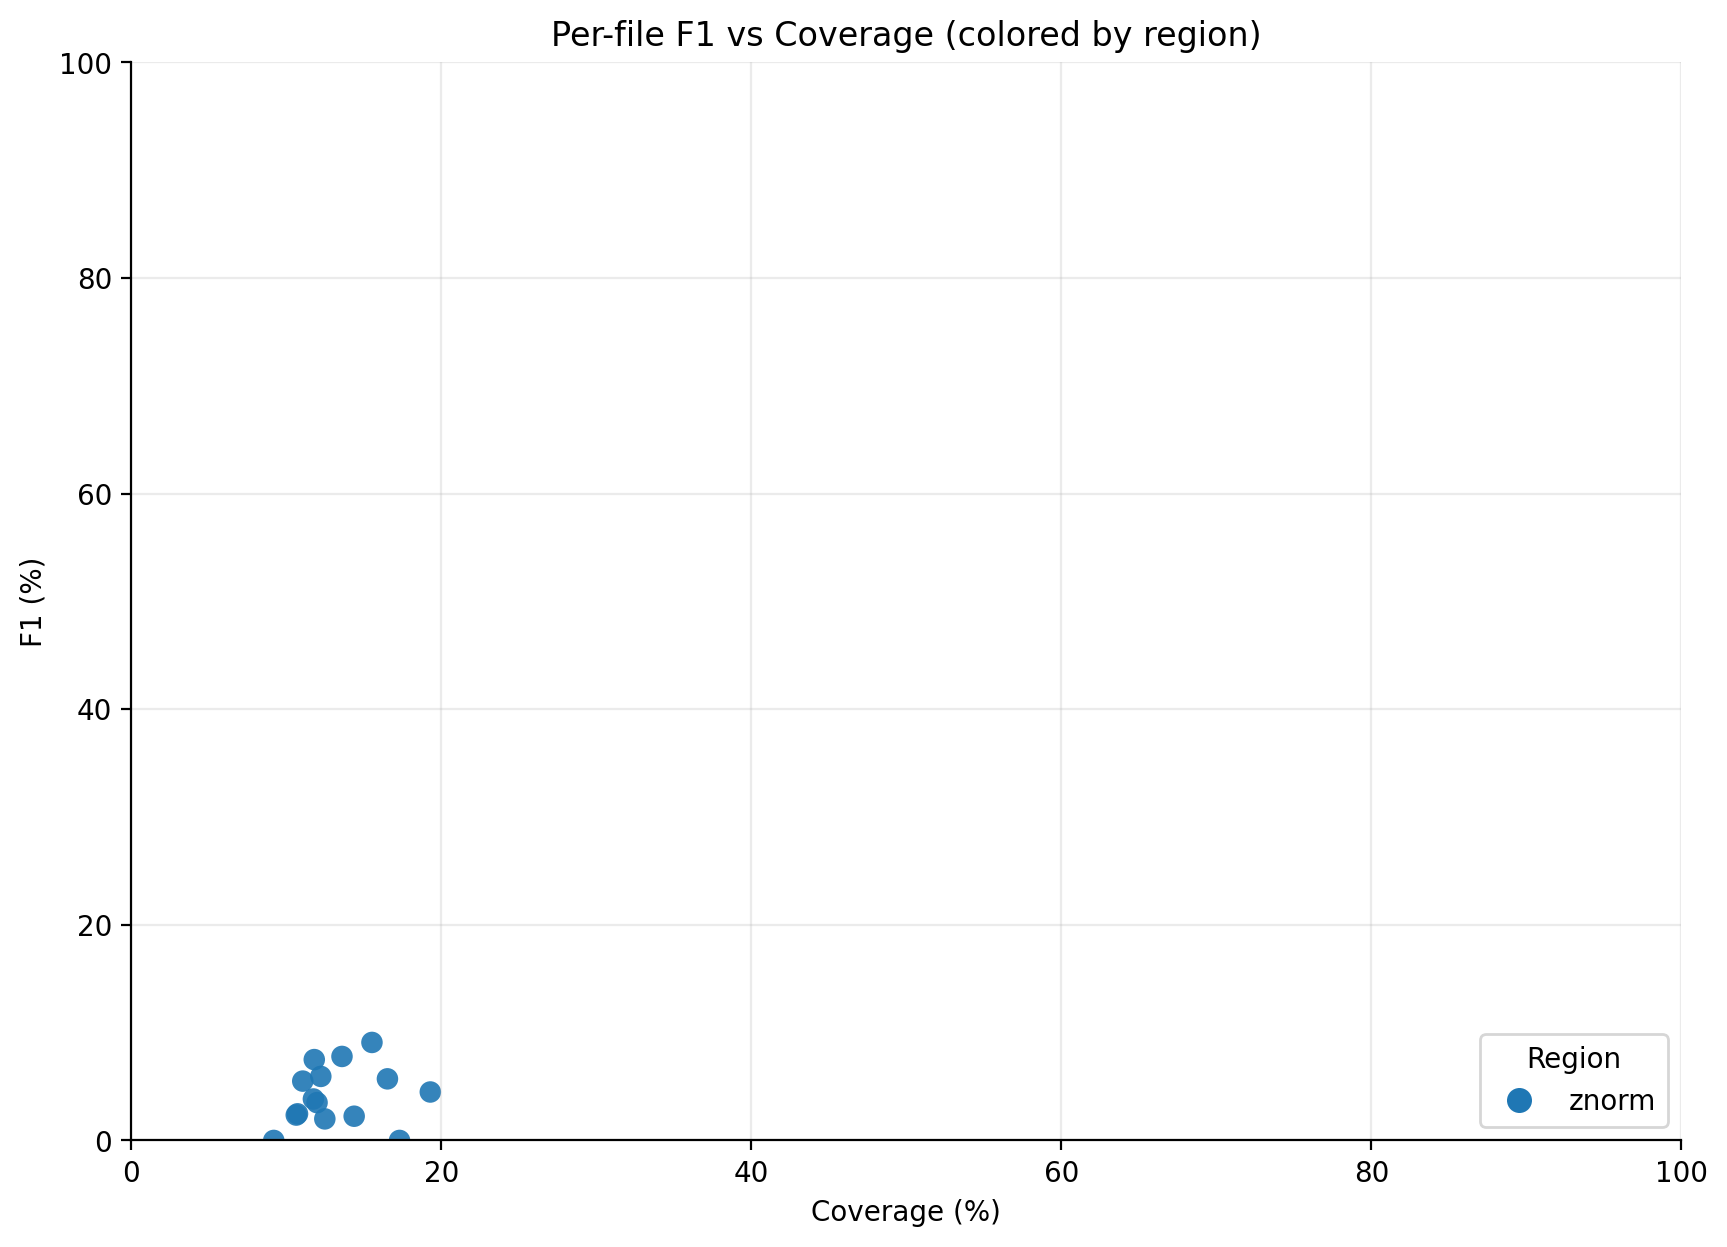 Per-file F1 vs Coverage (colored by region)
100
80
60
40
20
0
F1 (%)
0 20 40 60 80 100
Coverage (%)
Region
znorm